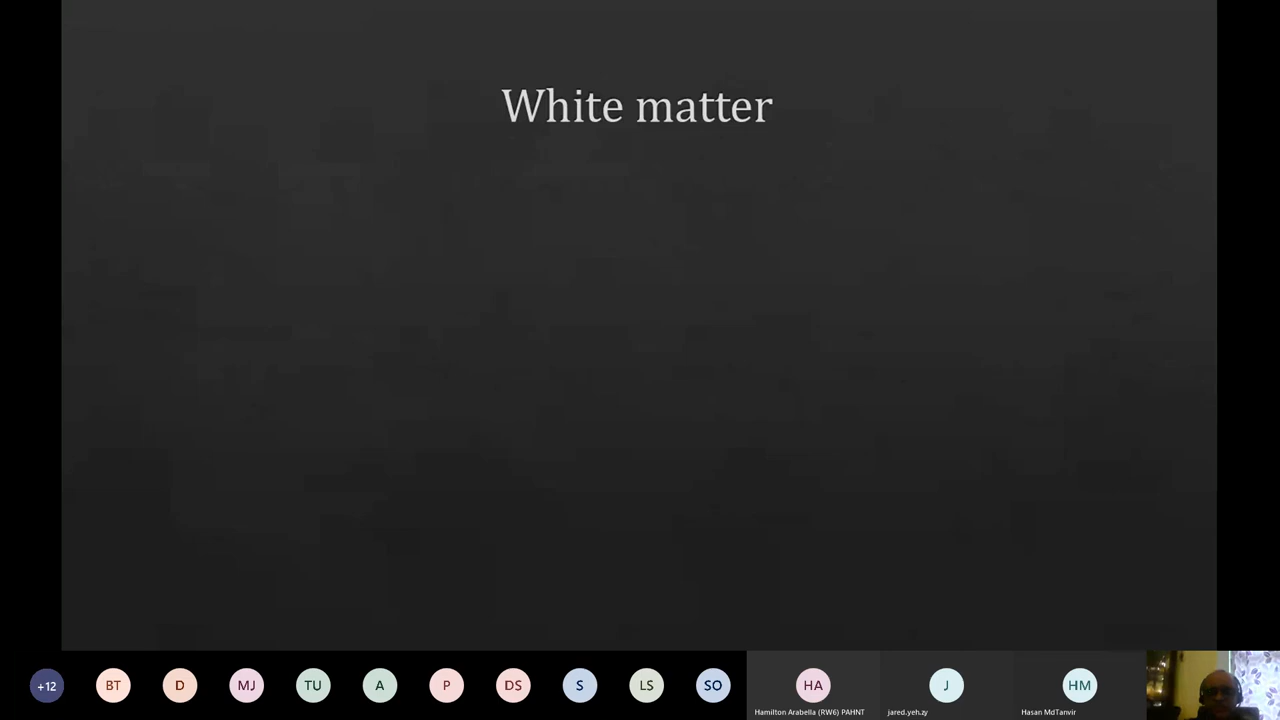 White matter
+12
BT
D
MJ
TU
A
P
DS
S
LS
SO
HA
J
HM
Hamilton Arabella (RW6) PAHNT
jared.yeh.zy
Hasan MdTanvir